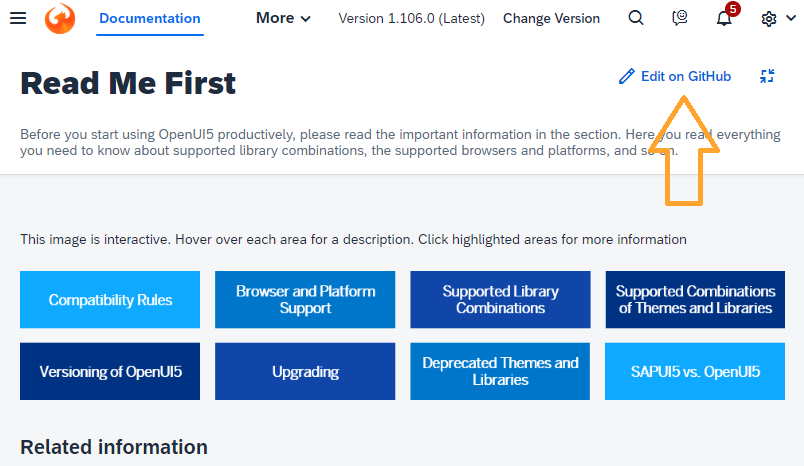 Documentation More Version 1.106.0 (Latest) Change Version 5
Read Me First Edit on GitHub
Before you start using OpenUI5 productively, please read the important information in the section. Here you read everything
you need to know about supported library combinations, the supported browsers and platforms, and so on.
This image is interactive. Hover over each area for a description. Click highlighted areas for more information
Compatibility Rules
Browser and Platform
Support
Supported Library
Combinations
Supported Combinations
of Themes and Libraries
Versioning of OpenUI5
Upgrading
Deprecated Themes and
Libraries
SAPUI5 vs. OpenUI5
Related information